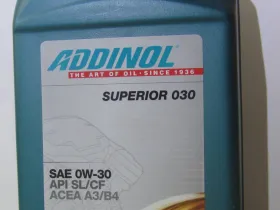 ADDINOL
THE ART OF OIL · SINCE 1936
SUPERIOR 030
SAE 0W-30
API SL/CF
ACEA A3/B4